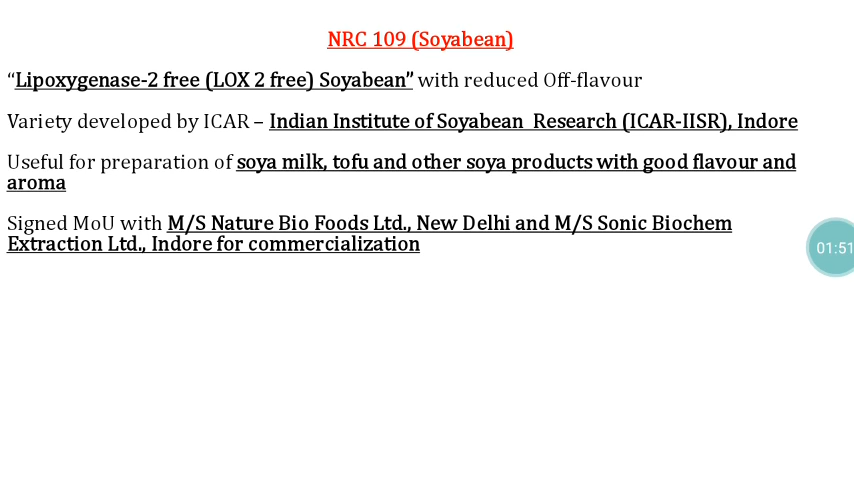 NRC 109 (Soyabean)
“Lipoxygenase-2 free (LOX 2 free) Soyabean” with reduced Off-flavour
Variety developed by ICAR – Indian Institute of Soyabean Research (ICAR-IISR), Indore
Useful for preparation of soya milk, tofu and other soya products with good flavour and
aroma
Signed MoU with M/S Nature Bio Foods Ltd., New Delhi and M/S Sonic Biochem
Extraction Ltd., Indore for commercialization
01:51